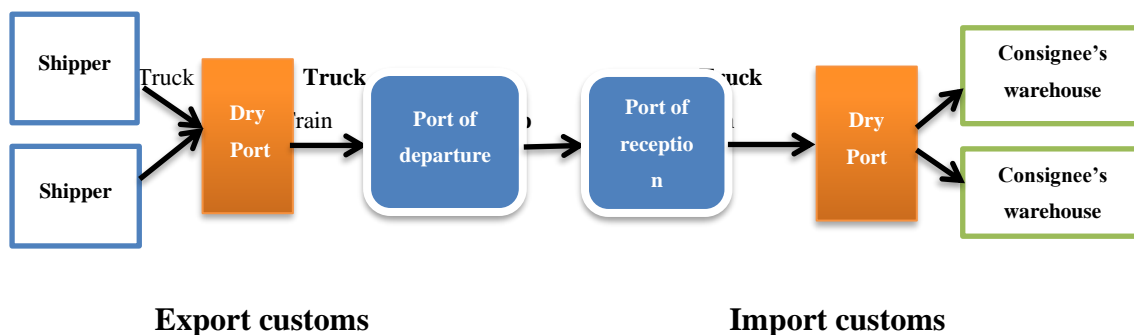 Shipper
Truck
Dry
Port
Truck
Port of
departure
Port of
receptio
n
Dry
Port
Consignee's
warehouse
Shipper
Consignee's
warehouse
Export customs
Import customs